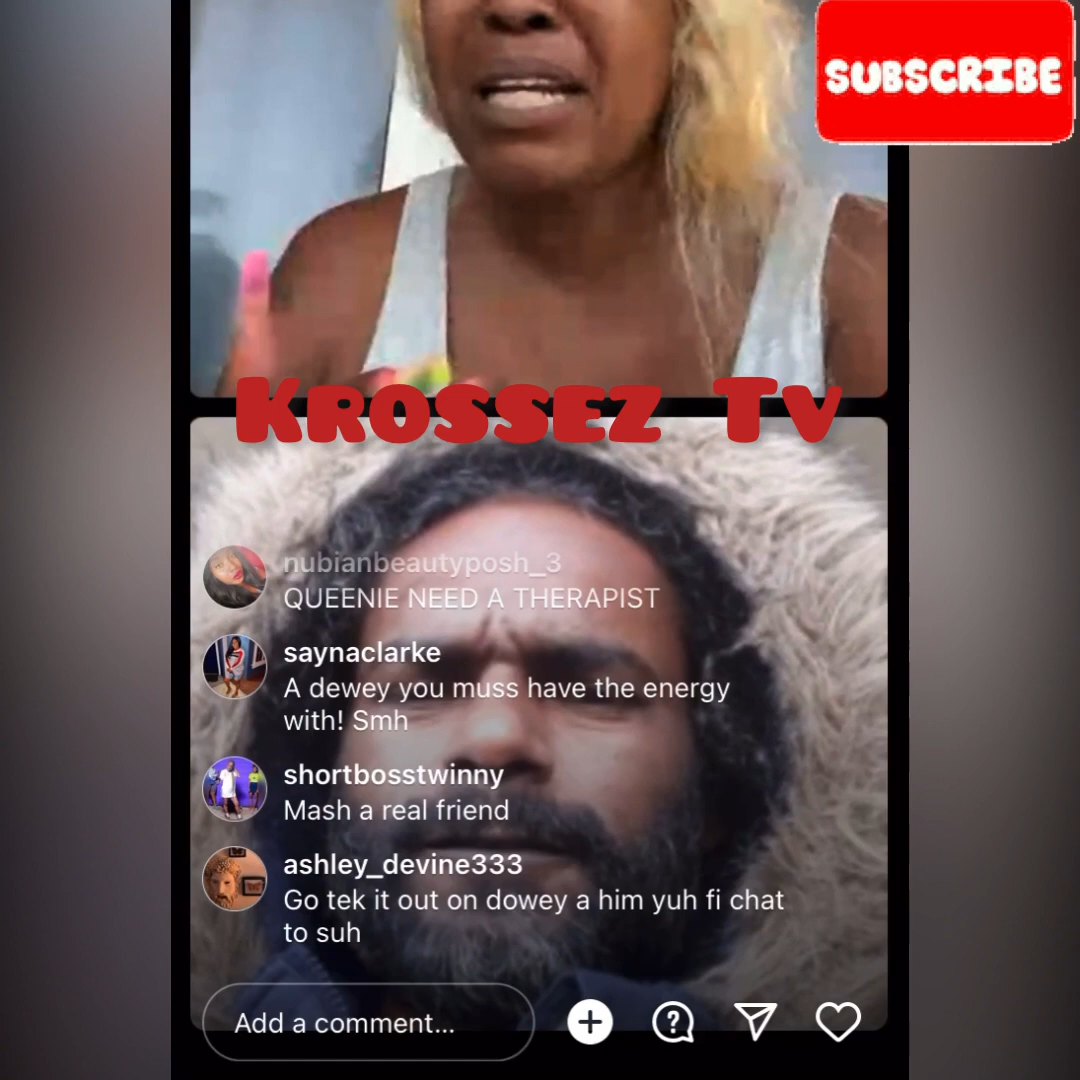 SUBSCRIBE
KROSSEZ TV
nubianbeautyposh_3
QUEENIE NEED A THERAPIST
saynaclarke
A dewey you muss have the energy
with! Smh
shortbosstwinny
Mash a real friend
ashley_devine333
Go tek it out on dowey a him yuh fi chat
to suh
Add a comment...